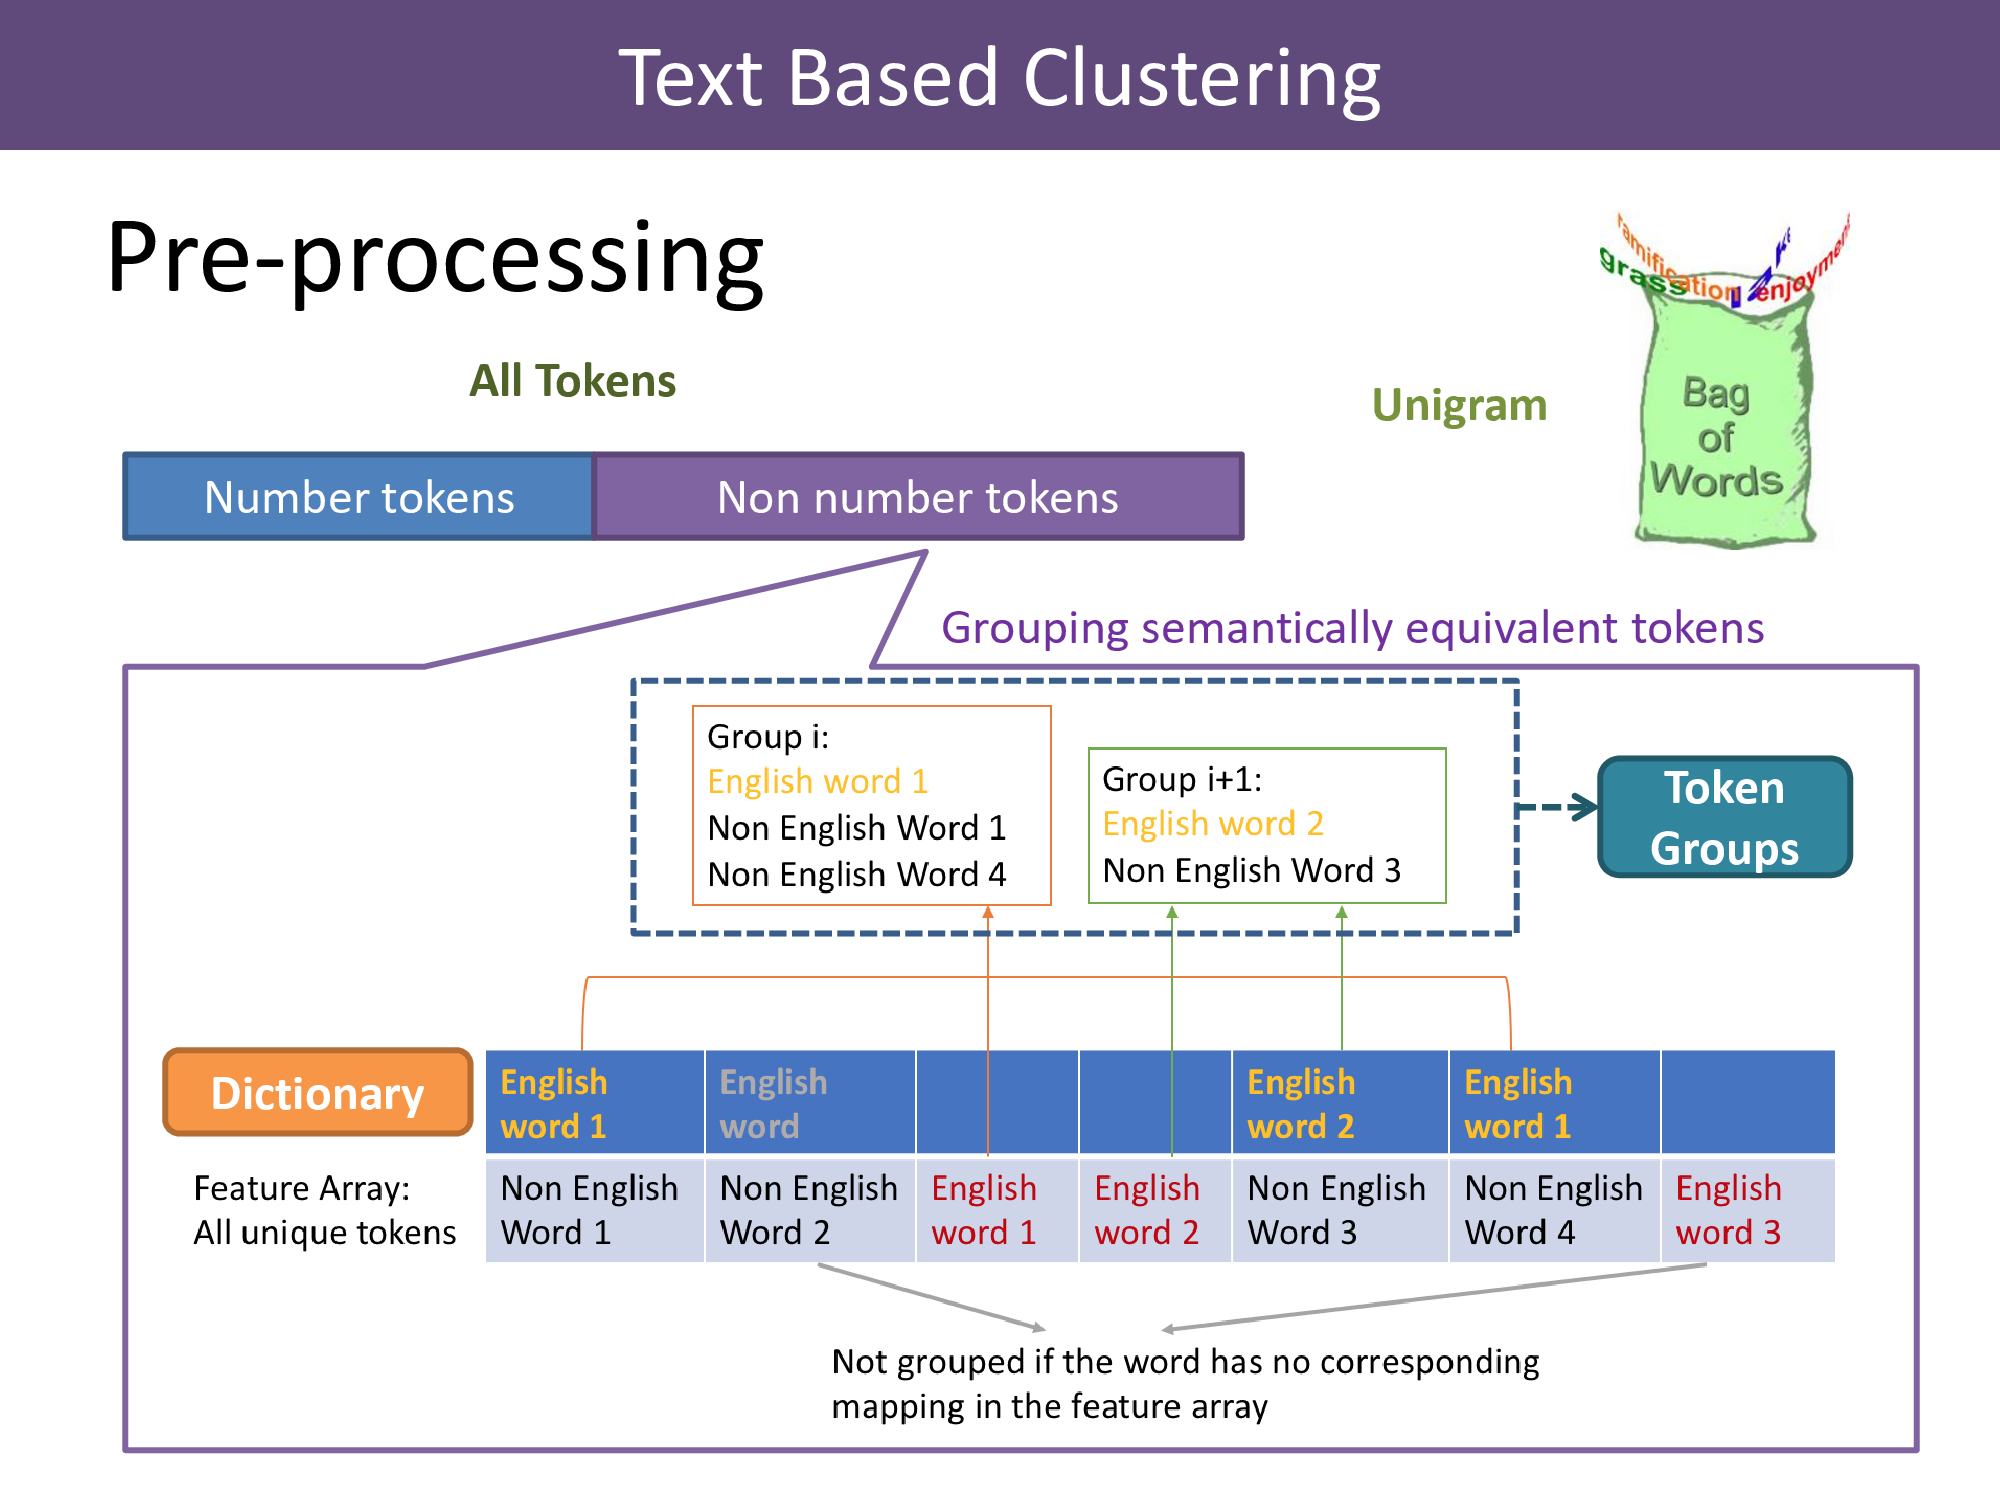 Text Based Clustering
Pre-processing
All Tokens
Unigram
ramification
grass
enjoyment
Bag
of
Words
Number tokens
Non number tokens
Grouping semantically equivalent tokens
Group i:
English word 1
Non English Word 1
Non English Word 4
Group i+1:
English word 2
Non English Word 3
Token
Groups
Dictionary
English
word 1
English
word
English
word 2
English
word 1
Feature Array:
All unique tokens
Non English
Word 1
Non English
Word 2
English
word 1
English
word 2
Non English
Word 3
Non English
Word 4
English
word 3
Not grouped if the word has no corresponding
mapping in the feature array